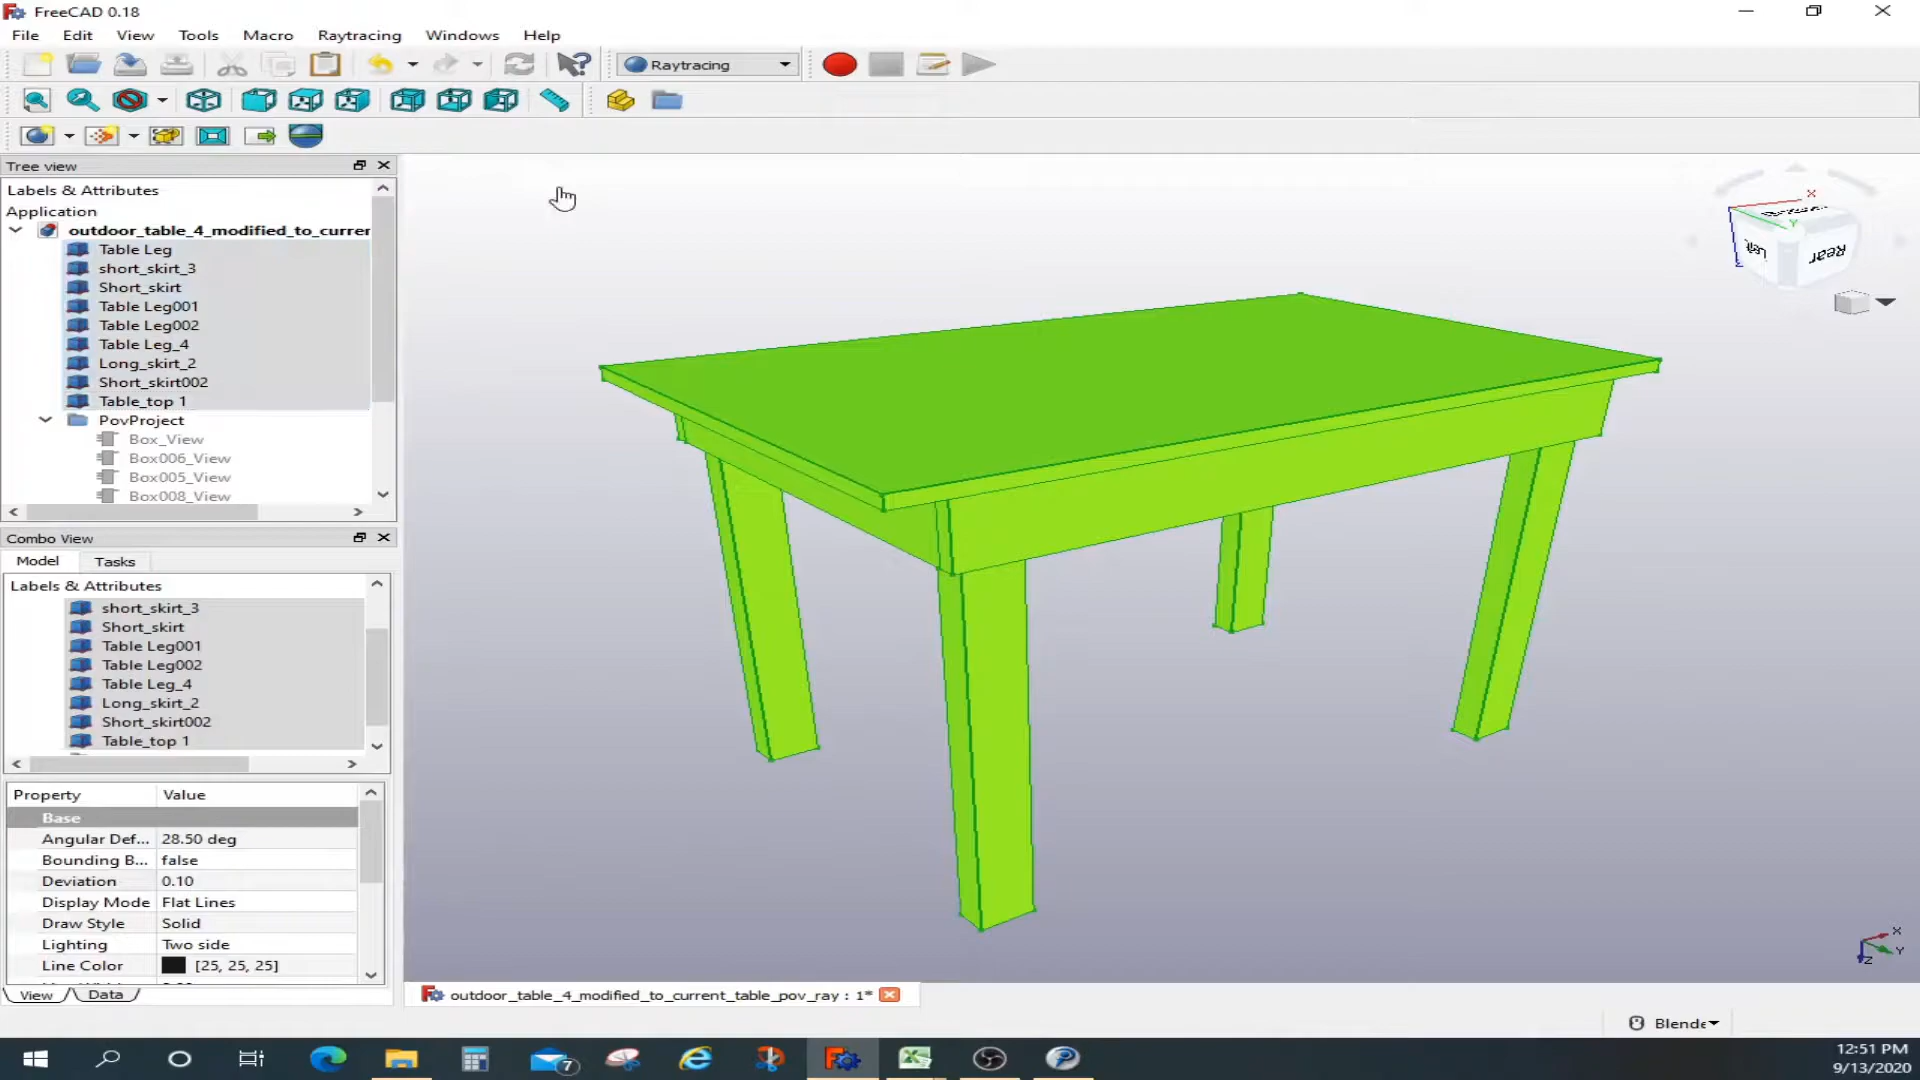 FreeCAD 0.18
File Edit View Tools Macro Raytracing Windows Help
Raytracing
Tree view
Labels & Attributes
Application
outdoor_table_4_modified_to_currer
Table Leg
short_skirt_3
Short_skirt
Table Leg001
Table Leg002
Table Leg_4
Long_skirt_2
Short_skirt002
Table_top 1
PovProject
Box_View
Box006_View
Box005_View
Box008_View
Combo View
Model Tasks
Labels & Attributes
short_skirt_3
Short_skirt
Table Leg001
Table Leg002
Table Leg_4
Long_skirt_2
Short_skirt002
Table_top 1
Property Value
Base
Angular Def... 28.50 deg
Bounding B... false
Deviation 0.10
Display Mode Flat Lines
Draw Style Solid
Lighting Two side
Line Color [25, 25, 25]
View Data
X
Y
Left
Rear
X
Y
Z
outdoor_table_4_modified_to_current_table_pov_ray : 1*
Blende
7
12:51 PM
9/13/2020